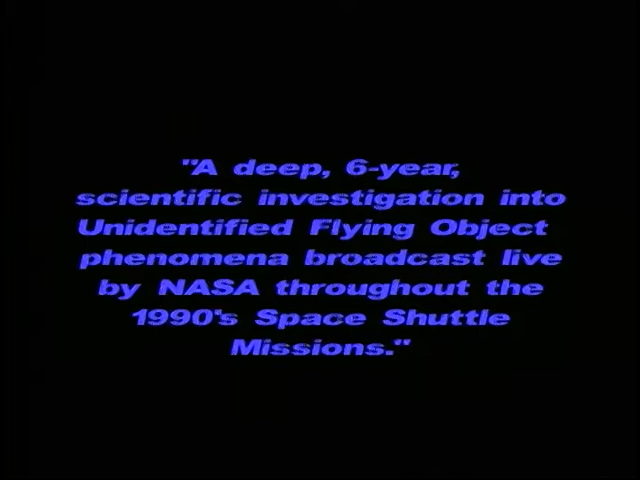 "A deep, 6-year,
scientific investigation into
Unidentified Flying Object
phenomena broadcast live
by NASA throughout the
1990's Space Shuttle
Missions."